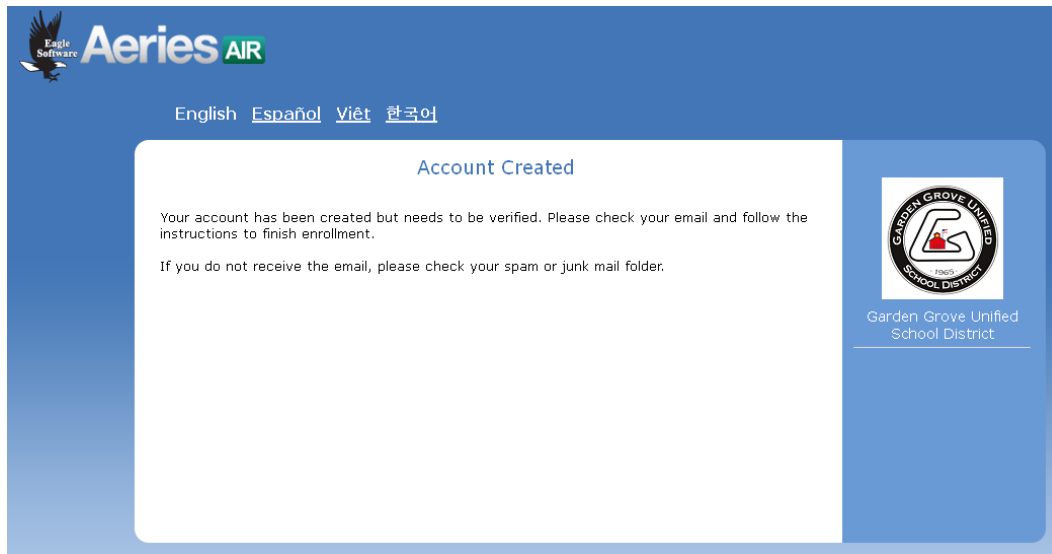 Eagle
Software
Aeries AIR
English Español Viêt 한국어
Account Created
Your account has been created but needs to be verified. Please check your email and follow the
instructions to finish enrollment.
If you do not receive the email, please check your spam or junk mail folder.
GARDEN GROVE UNIFIED
1965
SCHOOL DISTRICT
Garden Grove Unified
School District